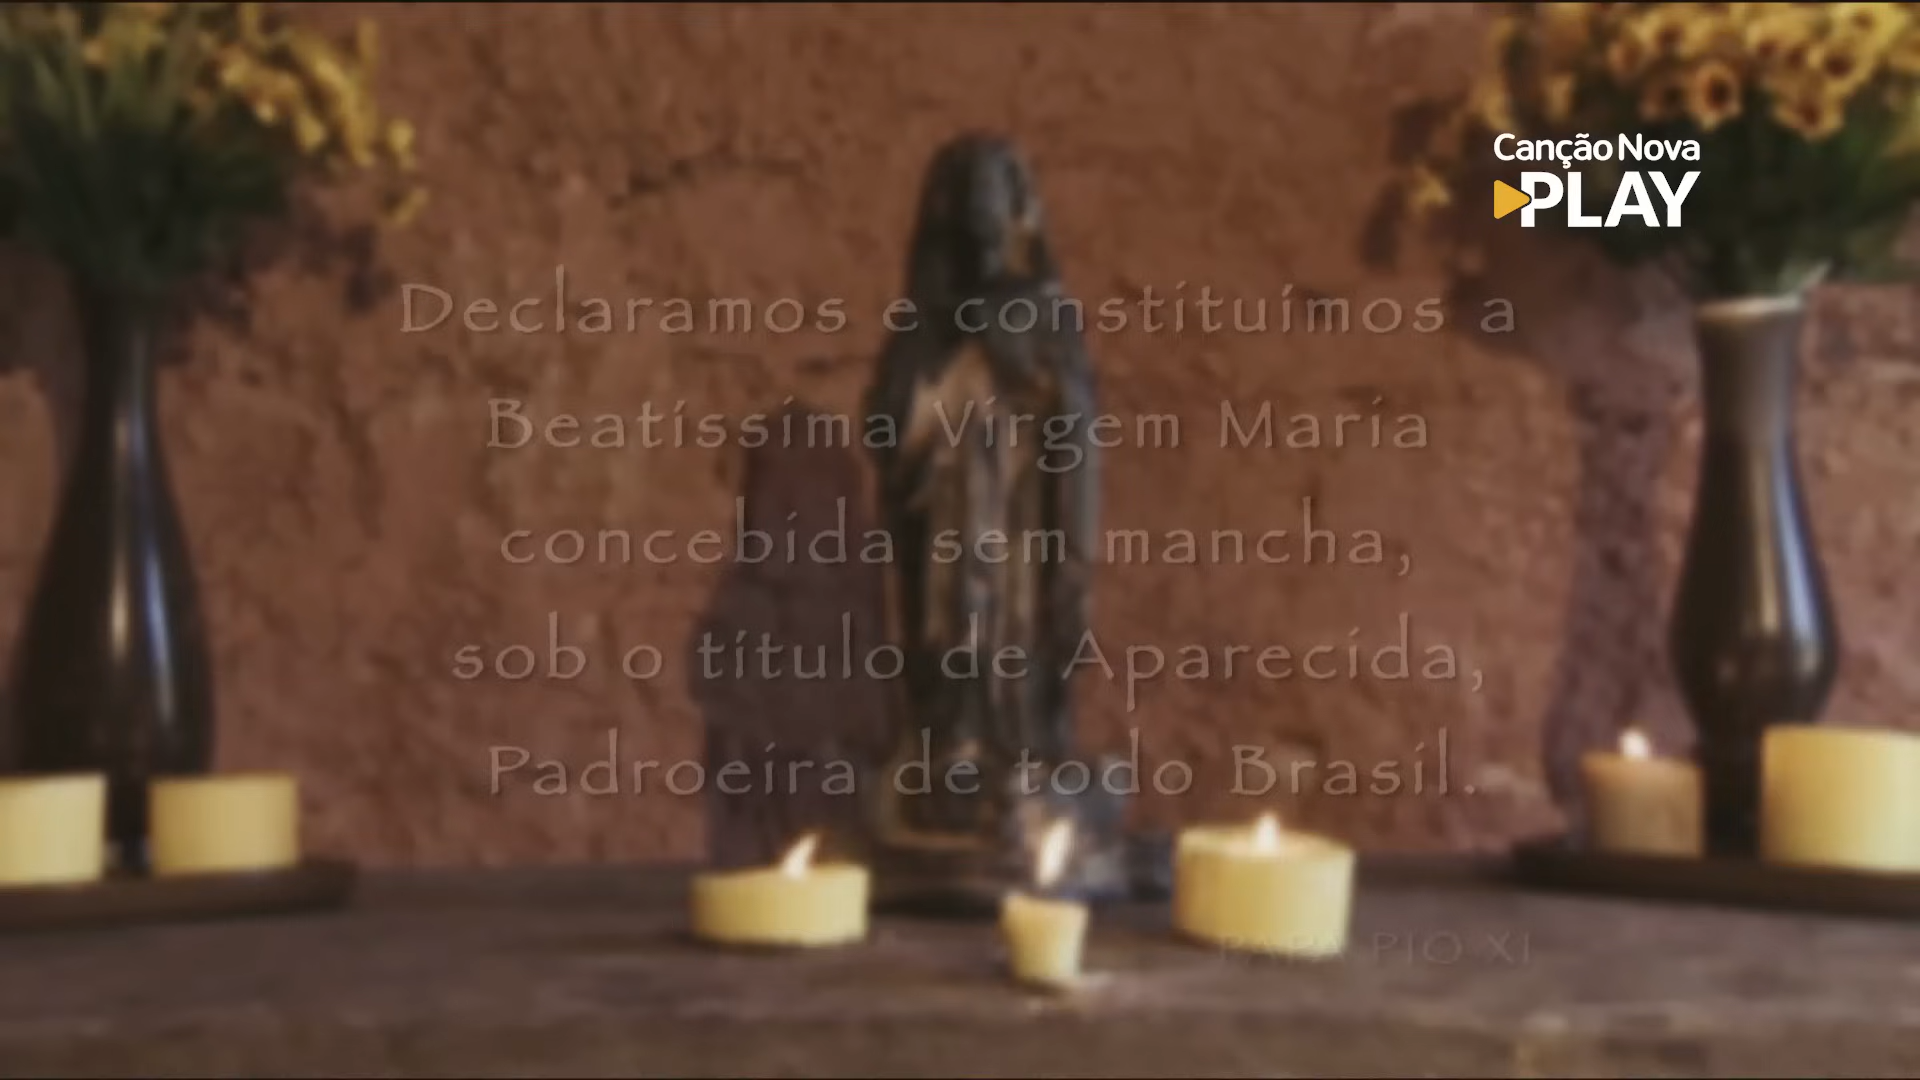 Canção Nova
PLAY
Declaramos e constituímos a
Beatíssima Virgem Maria
concebida sem mancha,
sob o título de Aparecida,
Padroeira de todo Brasil.
PAPA PIO XI